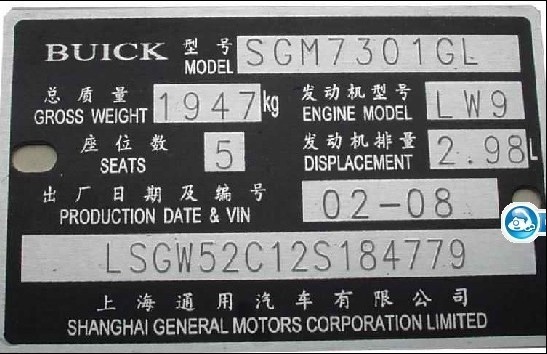 BUICK 型号 MODEL SGM7301GL
总质量 GROSS WEIGHT 1947 kg 发动机型号 ENGINE MODEL LW9
座位数 SEATS 5 发动机排量 DISPLACEMENT 2.98 L
出厂日期及编号 PRODUCTION DATE & VIN 02-08
LSGW52C12S184779
上海通用汽车有限公司
SHANGHAI GENERAL MOTORS CORPORATION LIMITED